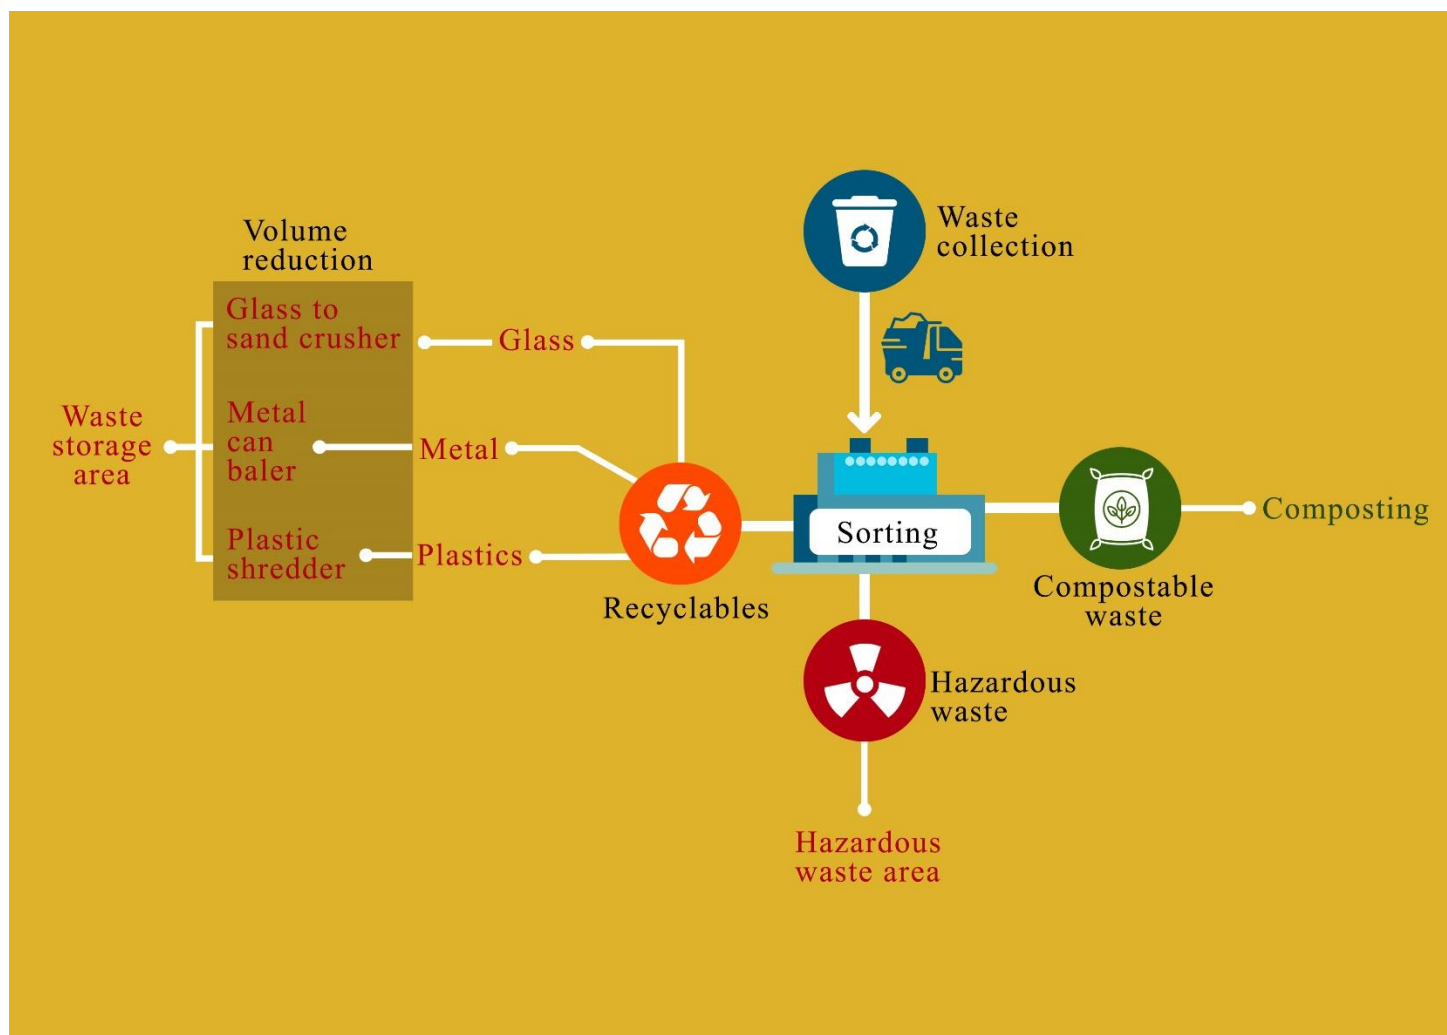 Waste
collection
Volume
reduction
Glass to
sand crusher
Glass
Waste
storage
area
Metal
can
baler
Metal
Plastic
shredder
Plastics
Recyclables
Sorting
Composting
Compostable
waste
Hazardous
waste
Hazardous
waste area